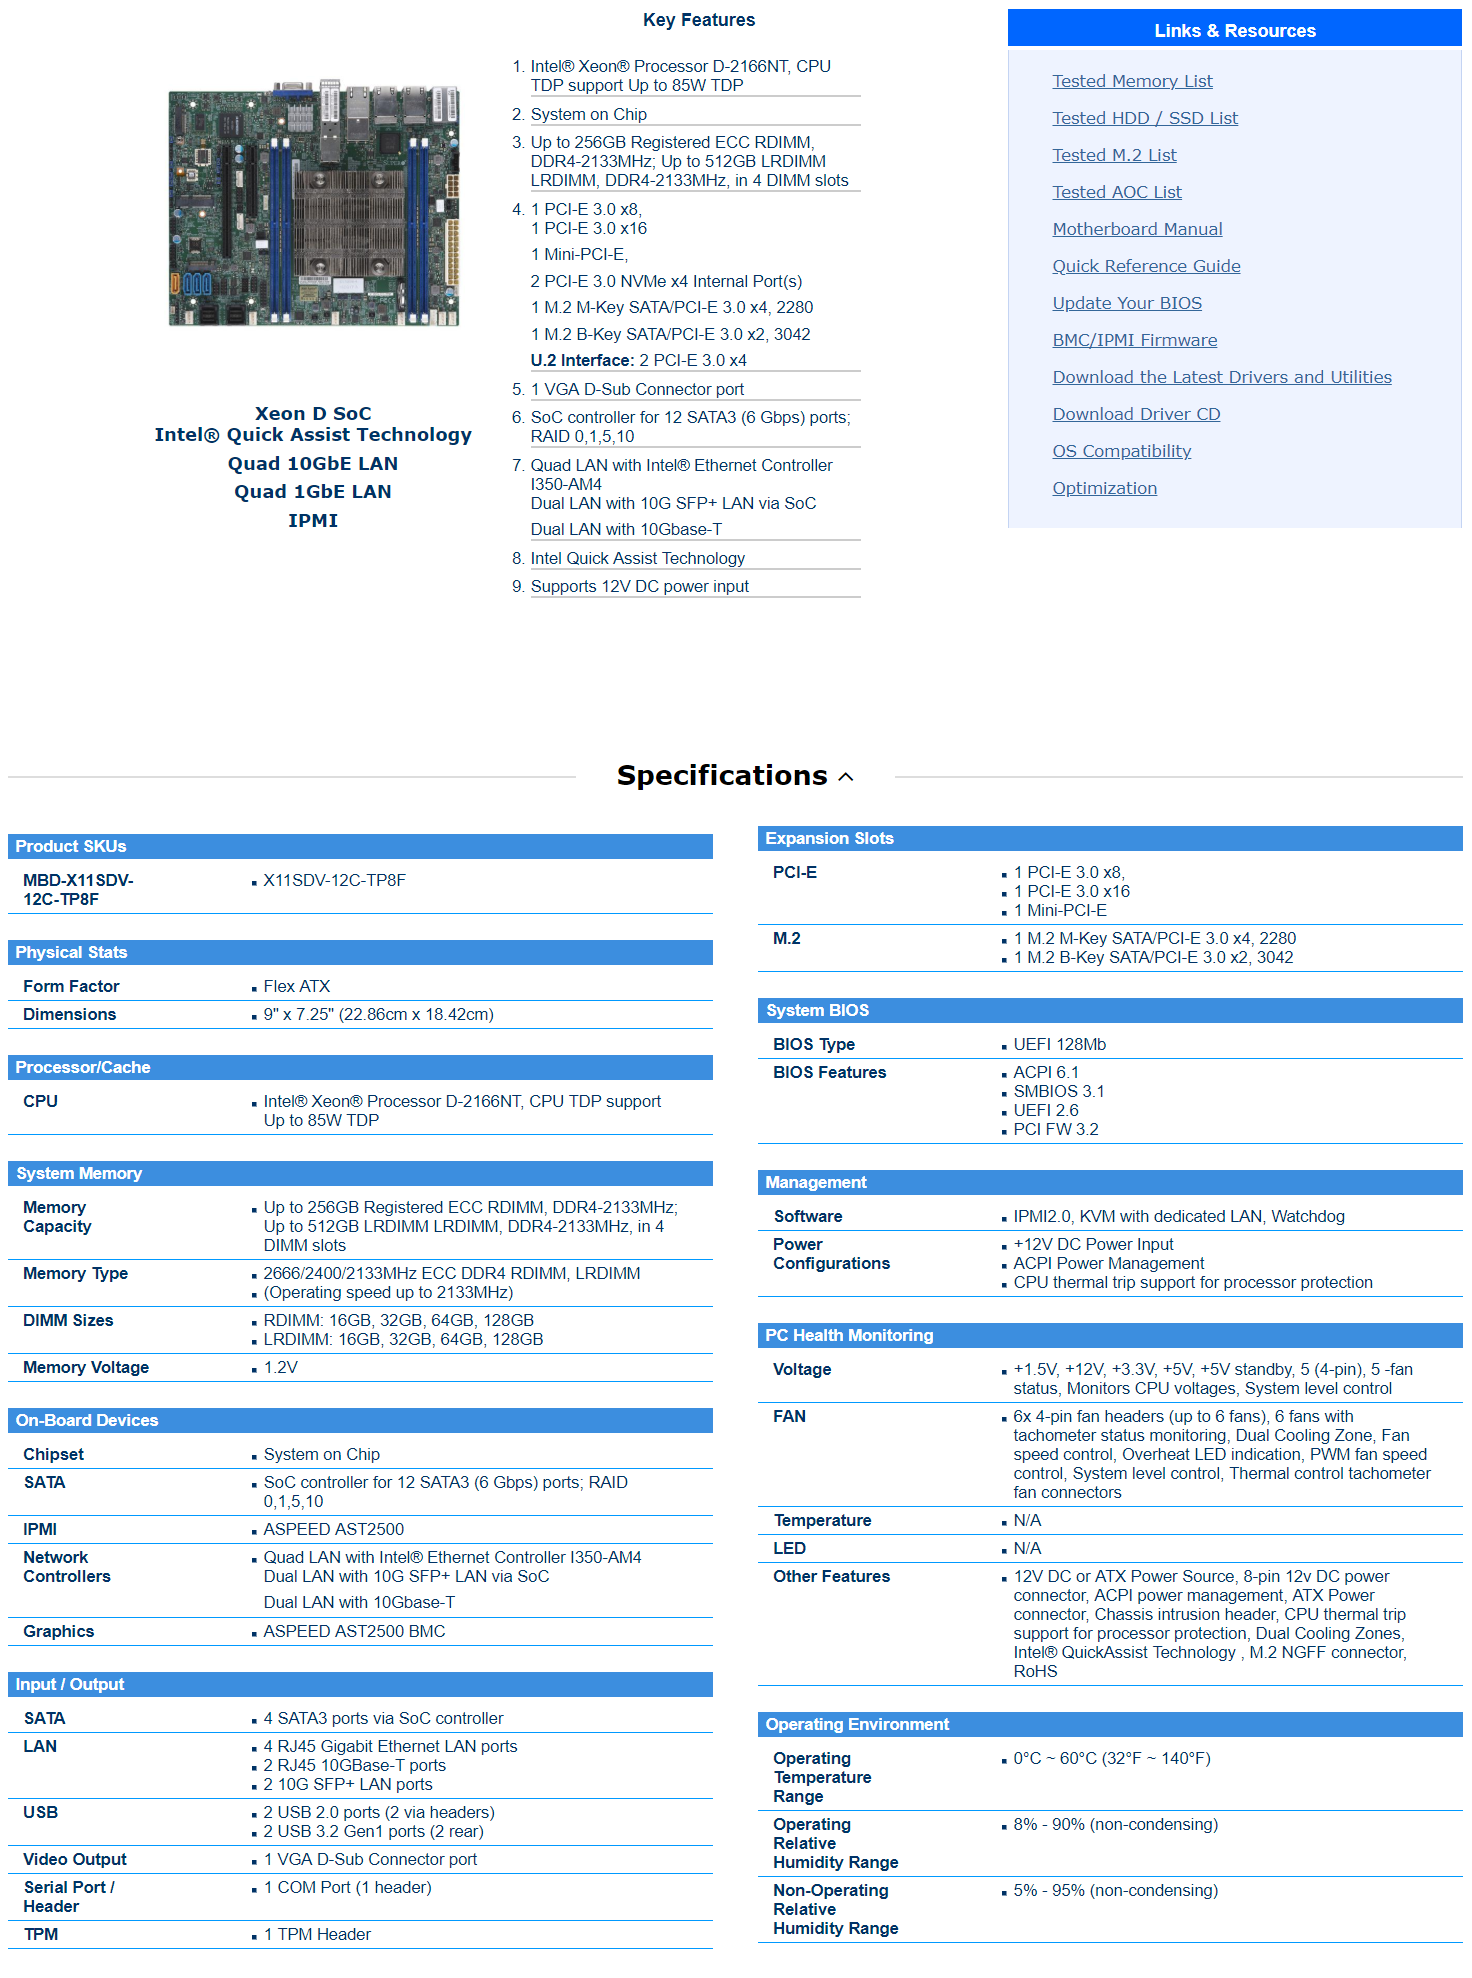 Key Features
1. Intel® Xeon® Processor D-2166NT, CPU
TDP support Up to 85W TDP
2. System on Chip
3. Up to 256GB Registered ECC RDIMM,
DDR4-2133MHz; Up to 512GB LRDIMM
LRDIMM, DDR4-2133MHz, in 4 DIMM slots
4. 1 PCI-E 3.0 x8,
1 PCI-E 3.0 x16
1 Mini-PCI-E,
2 PCI-E 3.0 NVMe x4 Internal Port(s)
1 M.2 M-Key SATA/PCI-E 3.0 x4, 2280
1 M.2 B-Key SATA/PCI-E 3.0 x2, 3042
U.2 Interface: 2 PCI-E 3.0 x4
5. 1 VGA D-Sub Connector port
6. SoC controller for 12 SATA3 (6 Gbps) ports;
RAID 0,1,5,10
7. Quad LAN with Intel® Ethernet Controller
I350-AM4
Dual LAN with 10G SFP+ LAN via SoC
Dual LAN with 10Gbase-T
8. Intel Quick Assist Technology
9. Supports 12V DC power input
Xeon D SoC
Intel® Quick Assist Technology
Quad 10GbE LAN
Quad 1GbE LAN
IPMI
Links & Resources
Tested Memory List
Tested HDD / SSD List
Tested M.2 List
Tested AOC List
Motherboard Manual
Quick Reference Guide
Update Your BIOS
BMC/IPMI Firmware
Download the Latest Drivers and Utilities
Download Driver CD
OS Compatibility
Optimization
Specifications
Product SKUs
MBD-X11SDV-
12C-TP8F
▪ X11SDV-12C-TP8F
Physical Stats
Form Factor ▪ Flex ATX
Dimensions ▪ 9" x 7.25" (22.86cm x 18.42cm)
Processor/Cache
CPU ▪ Intel® Xeon® Processor D-2166NT, CPU TDP support
Up to 85W TDP
System Memory
Memory
Capacity
▪ Up to 256GB Registered ECC RDIMM, DDR4-2133MHz;
Up to 512GB LRDIMM LRDIMM, DDR4-2133MHz, in 4
DIMM slots
Memory Type ▪ 2666/2400/2133MHz ECC DDR4 RDIMM, LRDIMM
▪ (Operating speed up to 2133MHz)
DIMM Sizes ▪ RDIMM: 16GB, 32GB, 64GB, 128GB
▪ LRDIMM: 16GB, 32GB, 64GB, 128GB
Memory Voltage ▪ 1.2V
On-Board Devices
Chipset ▪ System on Chip
SATA ▪ SoC controller for 12 SATA3 (6 Gbps) ports; RAID
0,1,5,10
IPMI ▪ ASPEED AST2500
Network
Controllers
▪ Quad LAN with Intel® Ethernet Controller I350-AM4
Dual LAN with 10G SFP+ LAN via SoC
Dual LAN with 10Gbase-T
Graphics ▪ ASPEED AST2500 BMC
Input / Output
SATA ▪ 4 SATA3 ports via SoC controller
LAN ▪ 4 RJ45 Gigabit Ethernet LAN ports
▪ 2 RJ45 10GBase-T ports
▪ 2 10G SFP+ LAN ports
USB ▪ 2 USB 2.0 ports (2 via headers)
▪ 2 USB 3.2 Gen1 ports (2 rear)
Video Output ▪ 1 VGA D-Sub Connector port
Serial Port /
Header
▪ 1 COM Port (1 header)
TPM ▪ 1 TPM Header
Expansion Slots
PCI-E ▪ 1 PCI-E 3.0 x8,
▪ 1 PCI-E 3.0 x16
▪ 1 Mini-PCI-E
M.2 ▪ 1 M.2 M-Key SATA/PCI-E 3.0 x4, 2280
▪ 1 M.2 B-Key SATA/PCI-E 3.0 x2, 3042
System BIOS
BIOS Type ▪ UEFI 128Mb
BIOS Features ▪ ACPI 6.1
▪ SMBIOS 3.1
▪ UEFI 2.6
▪ PCI FW 3.2
Management
Software ▪ IPMI2.0, KVM with dedicated LAN, Watchdog
Power
Configurations
▪ +12V DC Power Input
▪ ACPI Power Management
▪ CPU thermal trip support for processor protection
PC Health Monitoring
Voltage ▪ +1.5V, +12V, +3.3V, +5V, +5V standby, 5 (4-pin), 5 -fan
status, Monitors CPU voltages, System level control
FAN ▪ 6x 4-pin fan headers (up to 6 fans), 6 fans with
tachometer status monitoring, Dual Cooling Zone, Fan
speed control, Overheat LED indication, PWM fan speed
control, System level control, Thermal control tachometer
fan connectors
Temperature ▪ N/A
LED ▪ N/A
Other Features ▪ 12V DC or ATX Power Source, 8-pin 12v DC power
connector, ACPI power management, ATX Power
connector, Chassis intrusion header, CPU thermal trip
support for processor protection, Dual Cooling Zones,
Intel® QuickAssist Technology , M.2 NGFF connector,
RoHS
Operating Environment
Operating
Temperature
Range
▪ 0°C ~ 60°C (32°F ~ 140°F)
Operating
Relative
Humidity Range
▪ 8% - 90% (non-condensing)
Non-Operating
Relative
Humidity Range
▪ 5% - 95% (non-condensing)